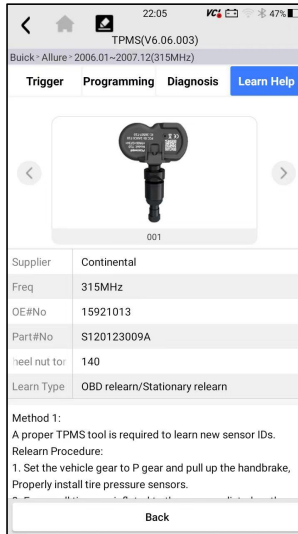 22:05
VCi
47%
TPMS(V6.06.003)
Buick > Allure > 2006.01~2007.12(315MHz)
Trigger Programming Diagnosis Learn Help
001
Supplier Continental
Freq 315MHz
OE#No 15921013
Part#No S120123009A
heel nut tor 140
Learn Type OBD relearn/Stationary relearn
Method 1:
A proper TPMS tool is required to learn new sensor IDs.
Relearn Procedure:
1. Set the vehicle gear to P gear and pull up the handbrake,
Properly install tire pressure sensors.
Back